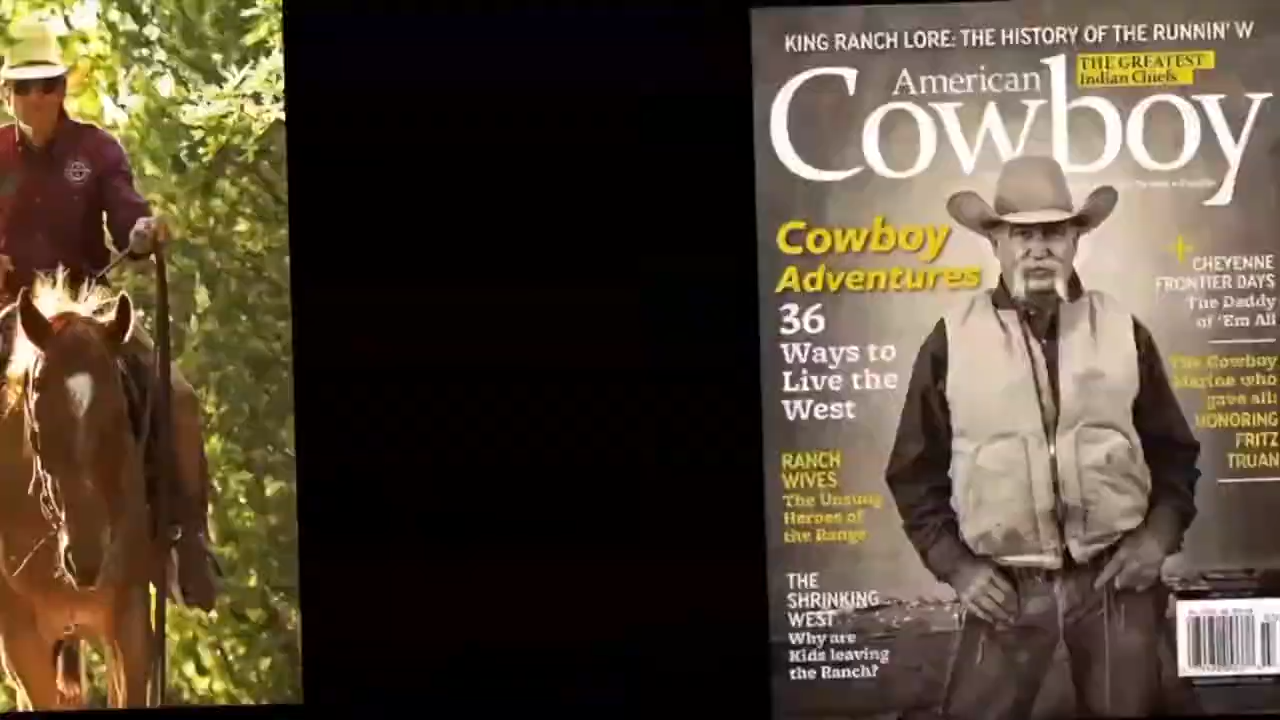 KING RANCH LORE: THE HISTORY OF THE RUNNIN' W
THE GREATEST
Indian Chiefs
American
Cowboy
Cowboy
Adventures
36
Ways to
Live the
West
RANCH
WIVES
The Unsung
Heroes of
the Range
THE
SHRINKING
WEST
Why are
Kids leaving
the Ranch?
+
CHEYENNE
FRONTIER DAYS
The Daddy
of 'Em All
The Cowboy
Marine who
gave all:
HONORING
FRITZ
TRUAN